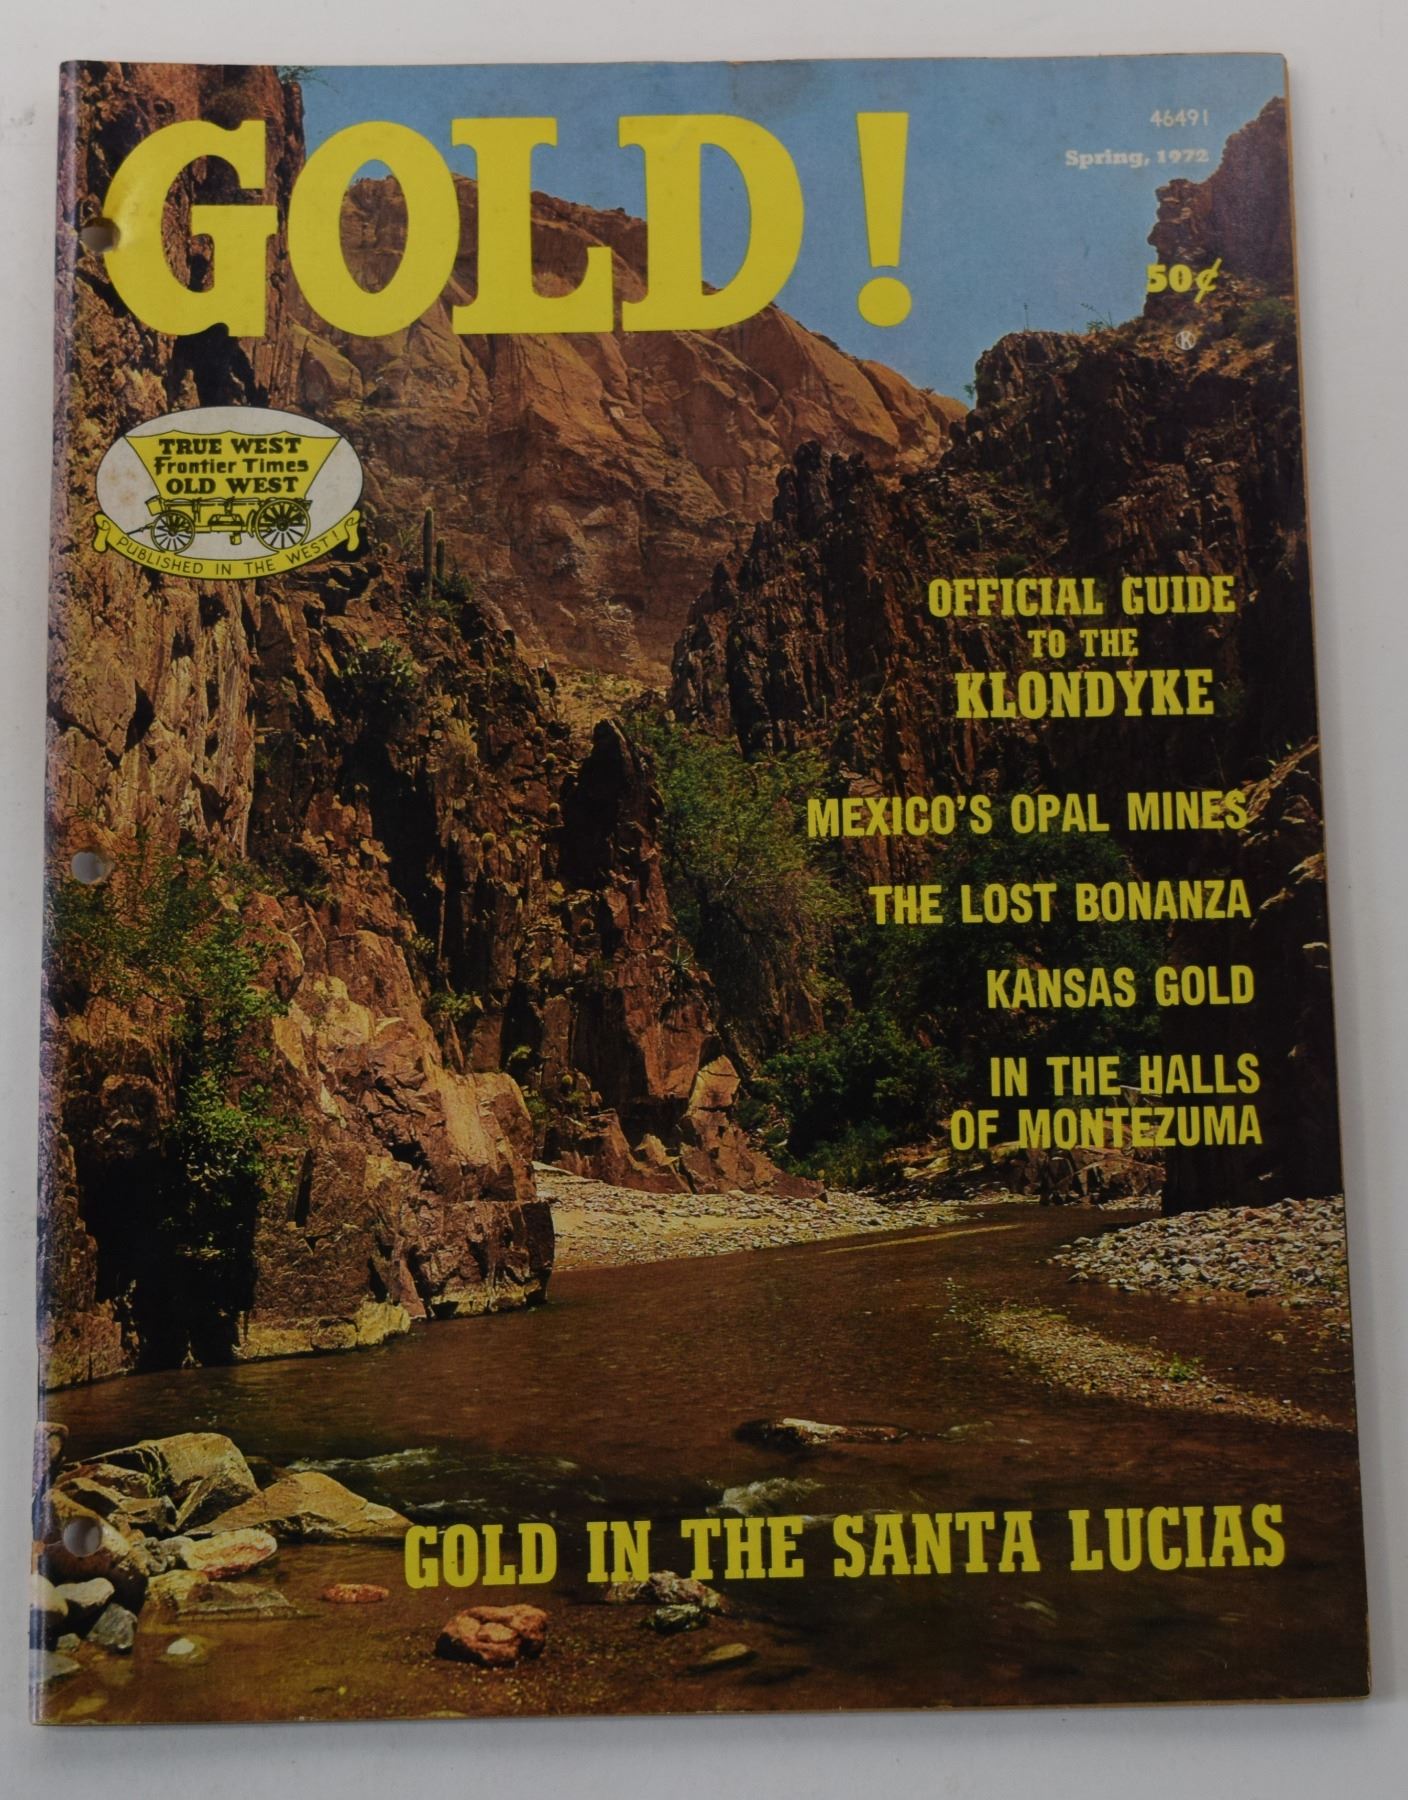 GOLD!
46491
Spring, 1972
50¢
K
TRUE WEST
Frontier Times
OLD WEST
PUBLISHED IN THE WEST!
OFFICIAL GUIDE
TO THE
KLONDYKE
MEXICO'S OPAL MINES
THE LOST BONANZA
KANSAS GOLD
IN THE HALLS
OF MONTEZUMA
GOLD IN THE SANTA LUCIAS